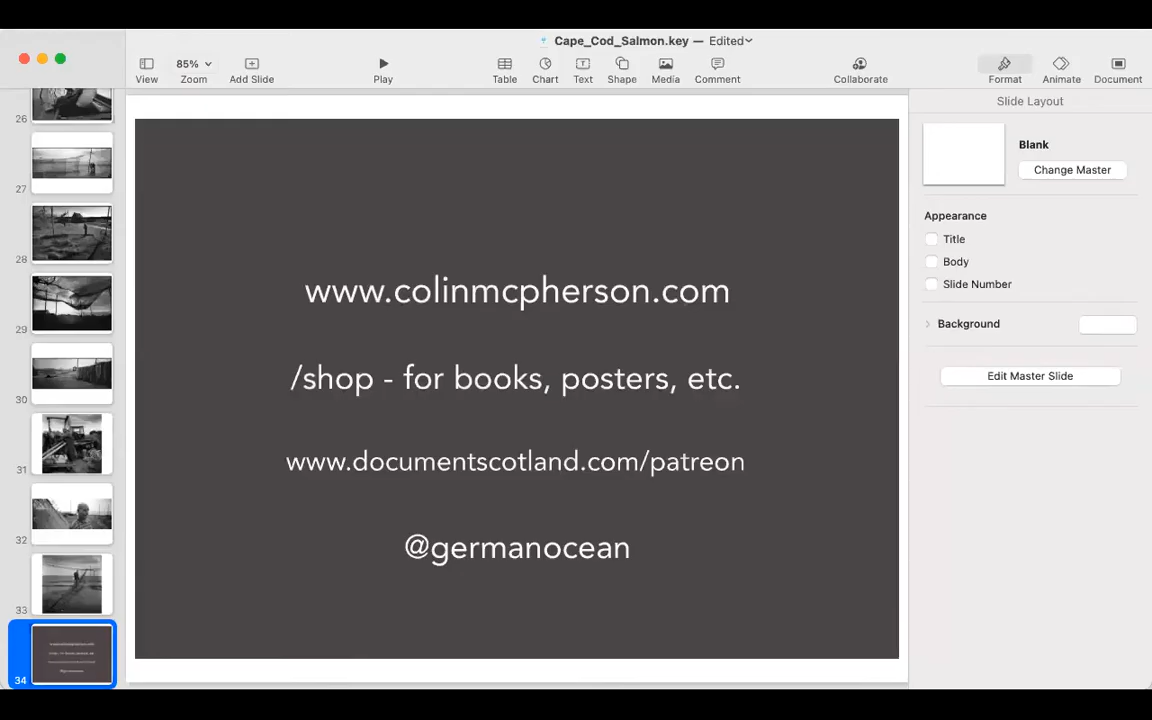 Cape_Cod_Salmon.key — Edited
85%
View
Zoom
Add Slide
Play
Table
Chart
Text
Shape
Media
Comment
Collaborate
Format
Animate
Document
Slide Layout
26
27
28
29
30
31
32
33
34
www.colinmcpherson.com
/shop - for books, posters, etc.
www.documentscotland.com/patreon
@germanocean
Blank
Change Master
Appearance
Title
Body
Slide Number
Background
Edit Master Slide